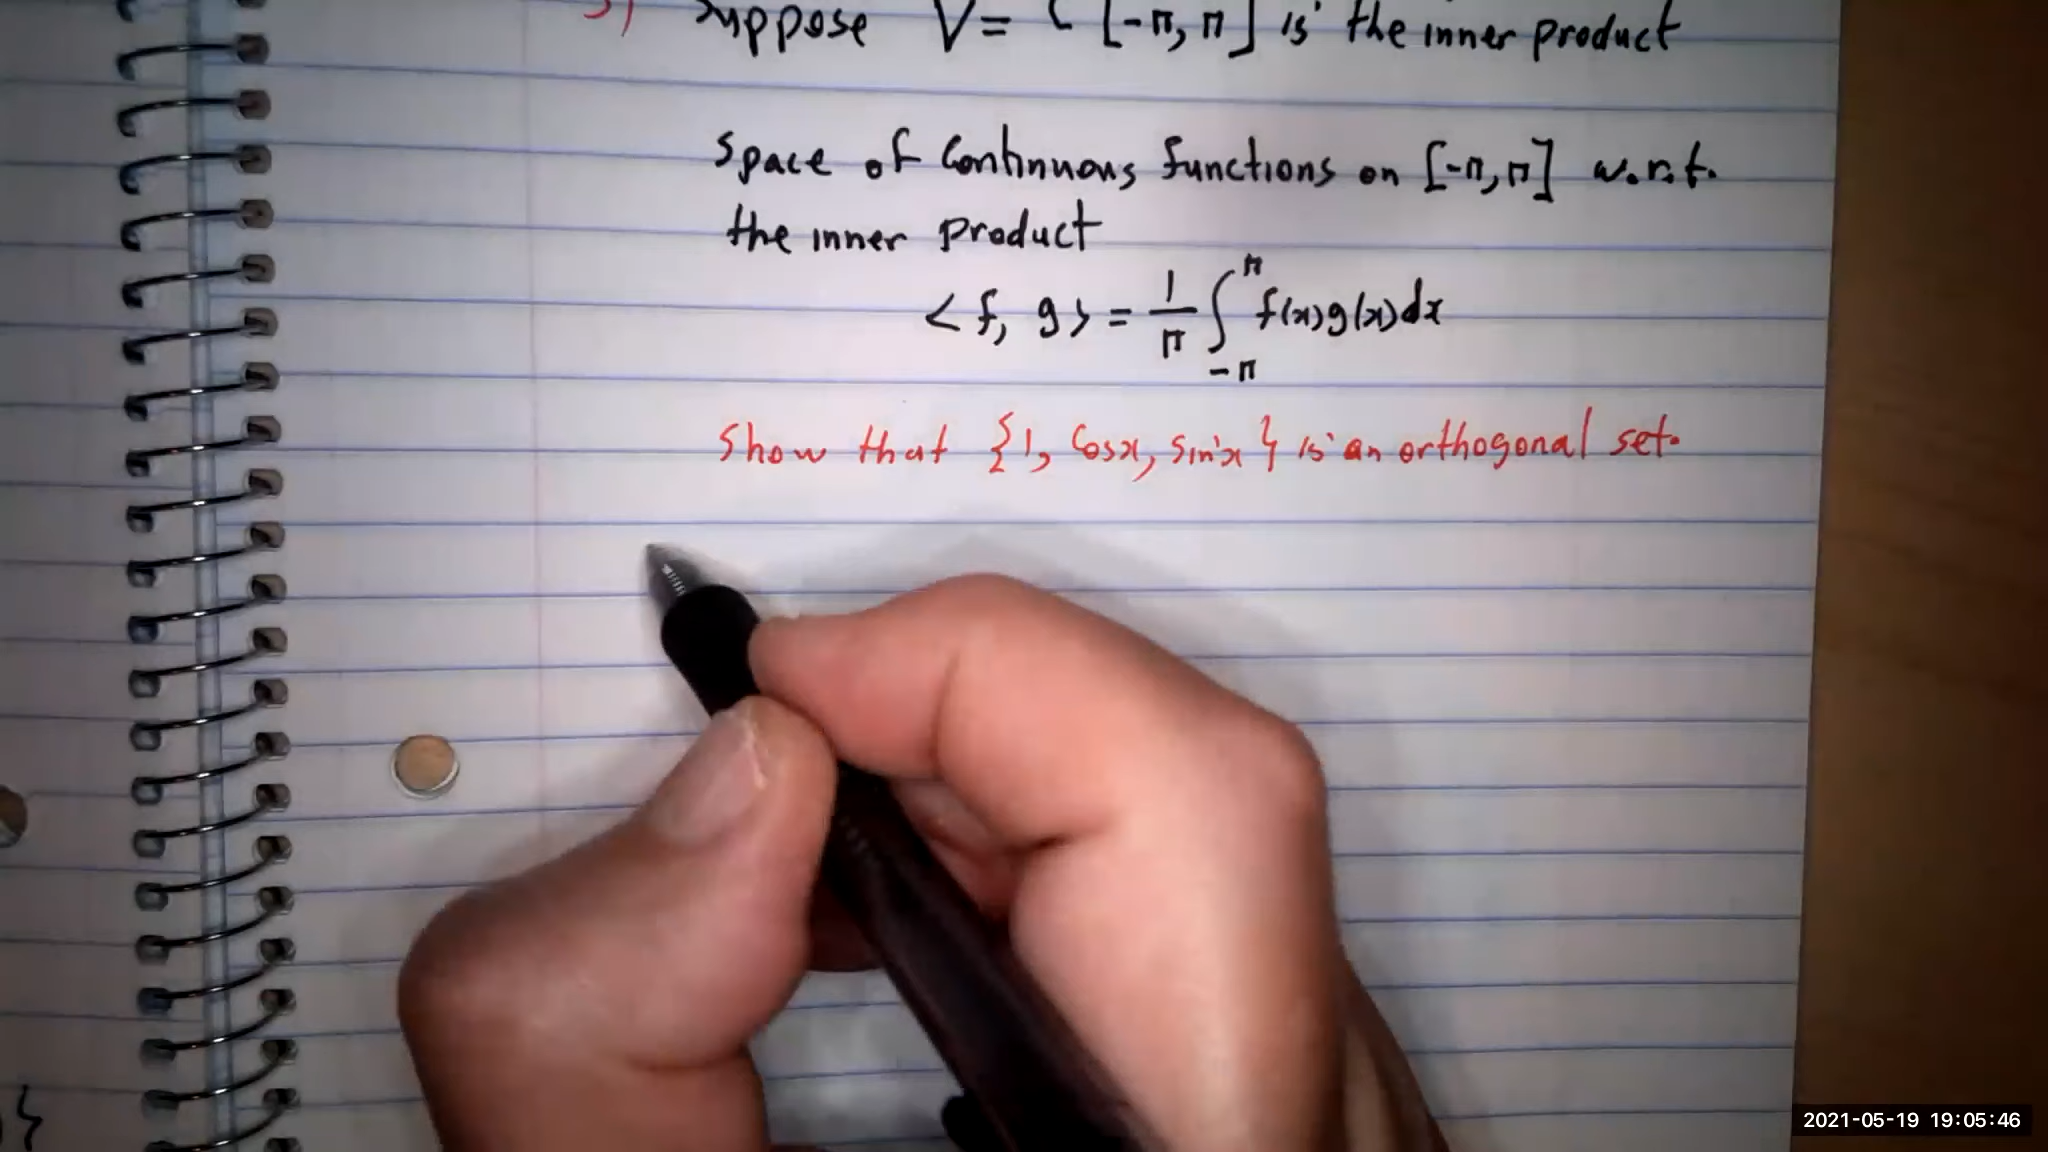 3) Suppose V = C [-π, π] is the inner product
space of continuous functions on [-π, π] w.r.t.
the inner product
< f, g > = 1/π ∫_{-π}^{π} f(x)g(x)dx
Show that {1, Cosx, Sinx} is an orthogonal set.
}
2021-05-19 19:05:46